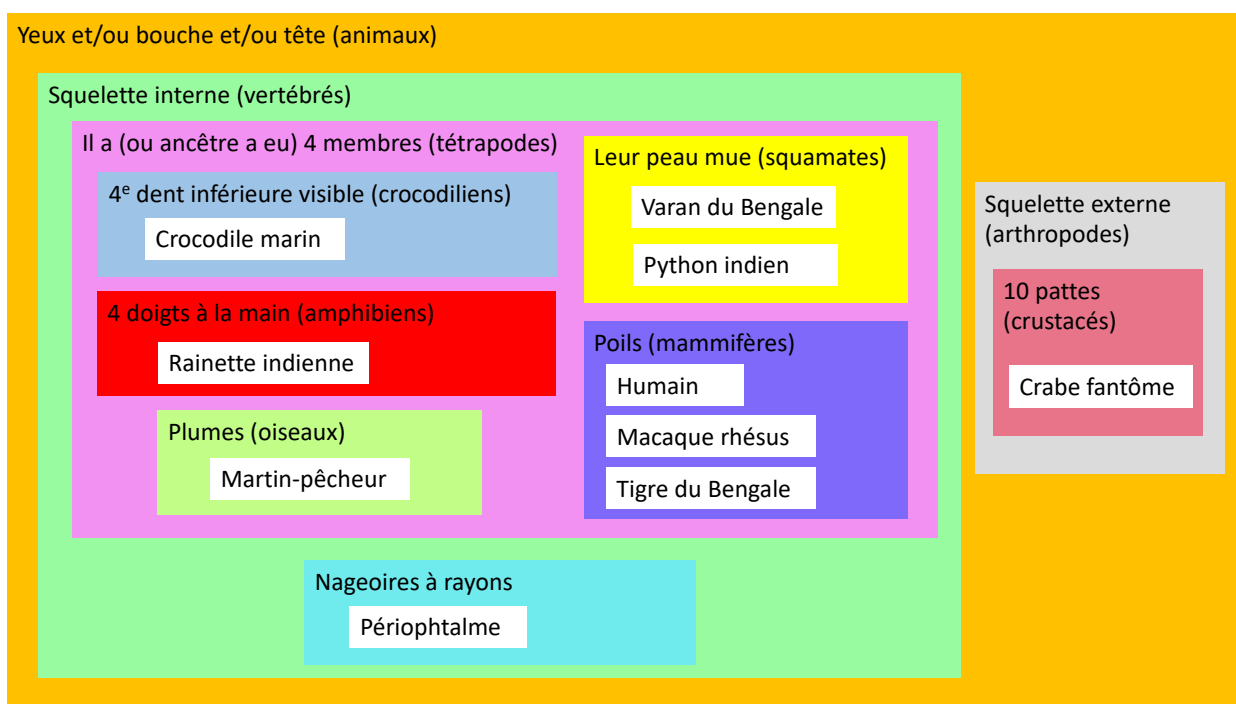 Yeux et/ou bouche et/ou tête (animaux)
Squelette interne (vertébrés)
Il a (ou ancêtre a eu) 4 membres (tétrapodes)
4e dent inférieure visible (crocodiliens)
Crocodile marin
4 doigts à la main (amphibiens)
Rainette indienne
Plumes (oiseaux)
Martin-pêcheur
Leur peau mue (squamates)
Varan du Bengale
Python indien
Poils (mammifères)
Humain
Macaque rhésus
Tigre du Bengale
Nageoires à rayons
Périophtalme
Squelette externe
(arthropodes)
10 pattes
(crustacés)
Crabe fantôme